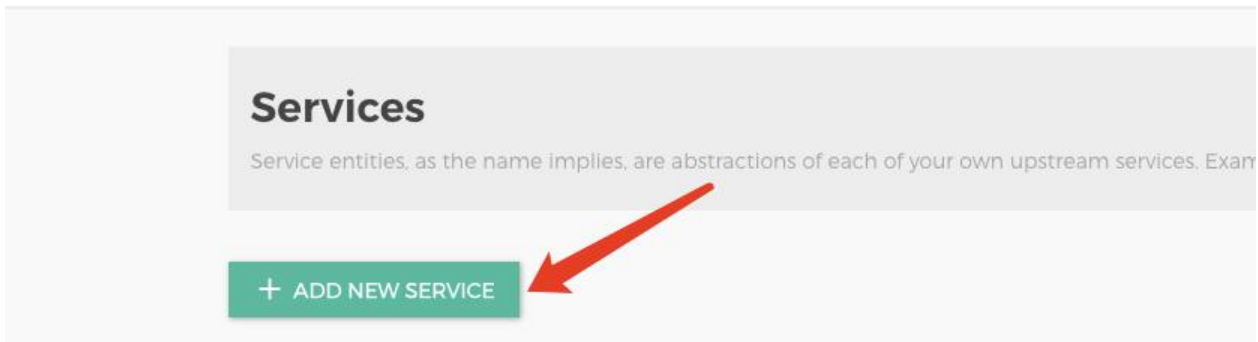 Services
Service entities, as the name implies, are abstractions of each of your own upstream services.
+ ADD NEW SERVICE